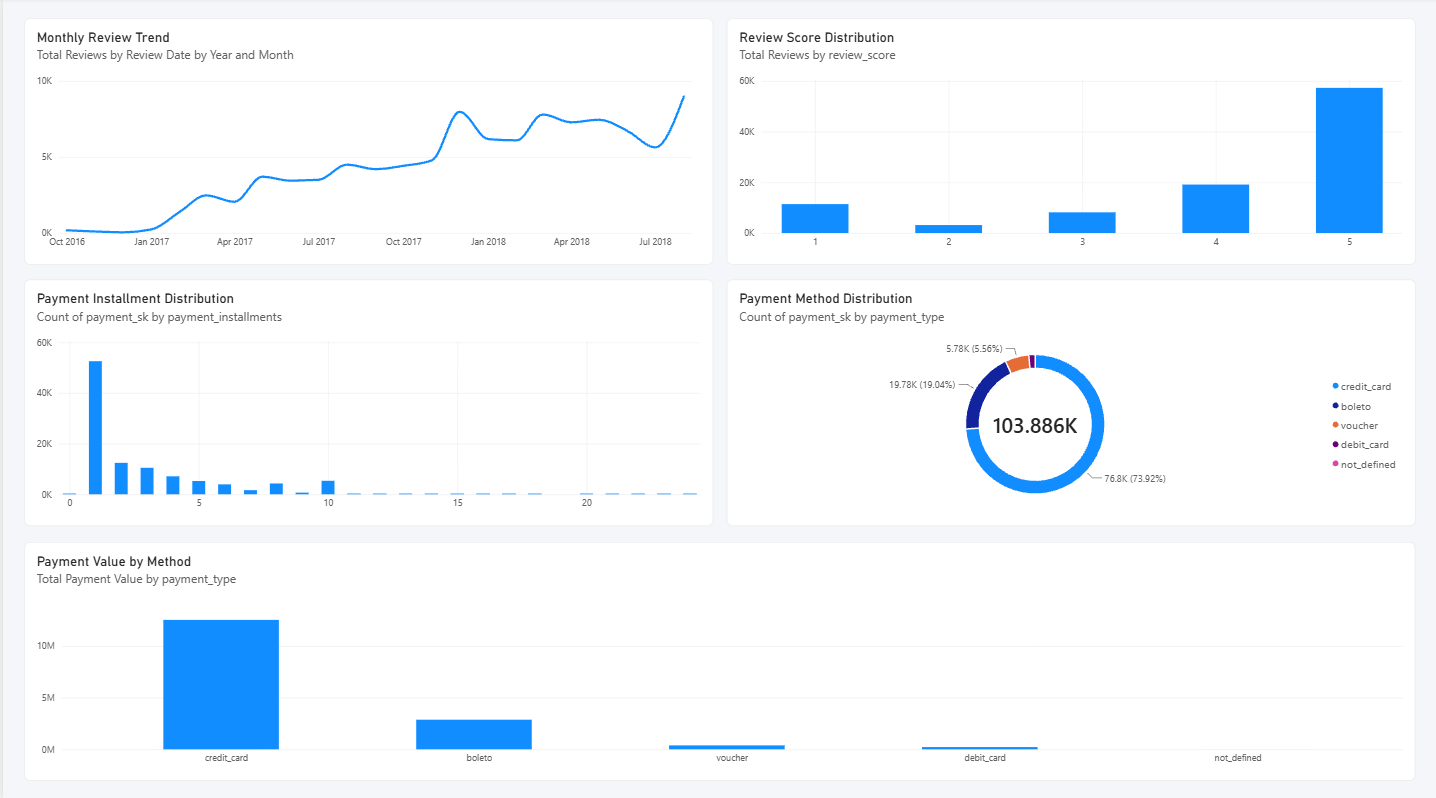 Monthly Review Trend
Total Reviews by Review Date by Year and Month
10K
5K
0K
Oct 2016 Jan 2017 Apr 2017 Jul 2017 Oct 2017 Jan 2018 Apr 2018 Jul 2018
Review Score Distribution
Total Reviews by review_score
60K
40K
20K
0K
1 2 3 4 5
Payment Installment Distribution
Count of payment_sk by payment_installments
60K
40K
20K
0K
0 5 10 15 20
Payment Method Distribution
Count of payment_sk by payment_type
5.78K (5.56%)
19.78K (19.04%)
103.886K
76.8K (73.92%)
credit_card
boleto
voucher
debit_card
not_defined
Payment Value by Method
Total Payment Value by payment_type
10M
5M
0M
credit_card boleto voucher debit_card not_defined